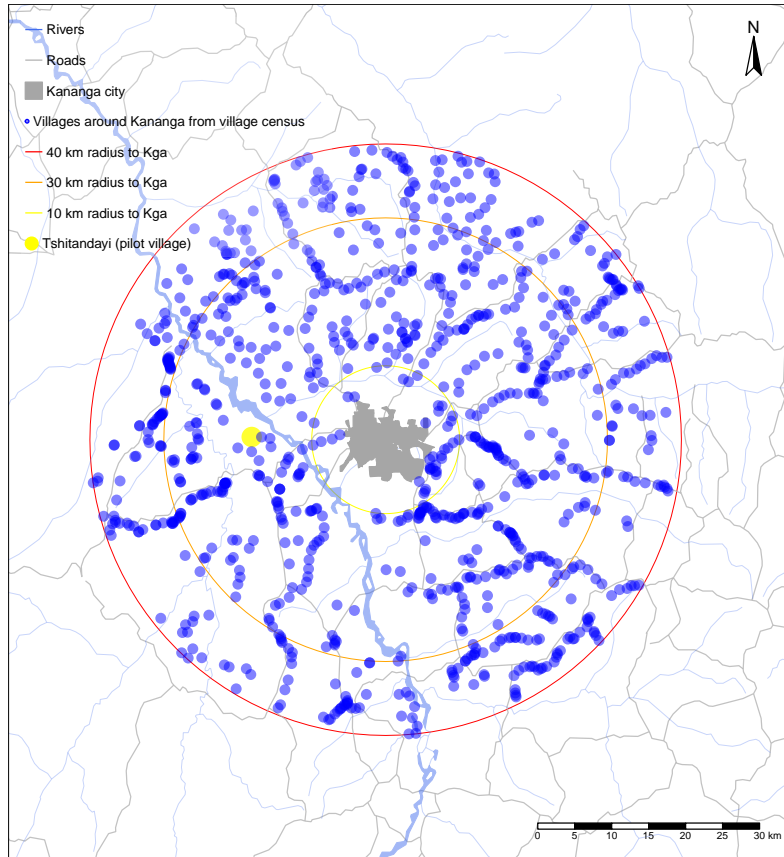 Rivers
Roads
Kananga city
Villages around Kananga from village census
40 km radius to Kga
30 km radius to Kga
10 km radius to Kga
Tshitandayi (pilot village)
N
0 5 10 15 20 25 30 km